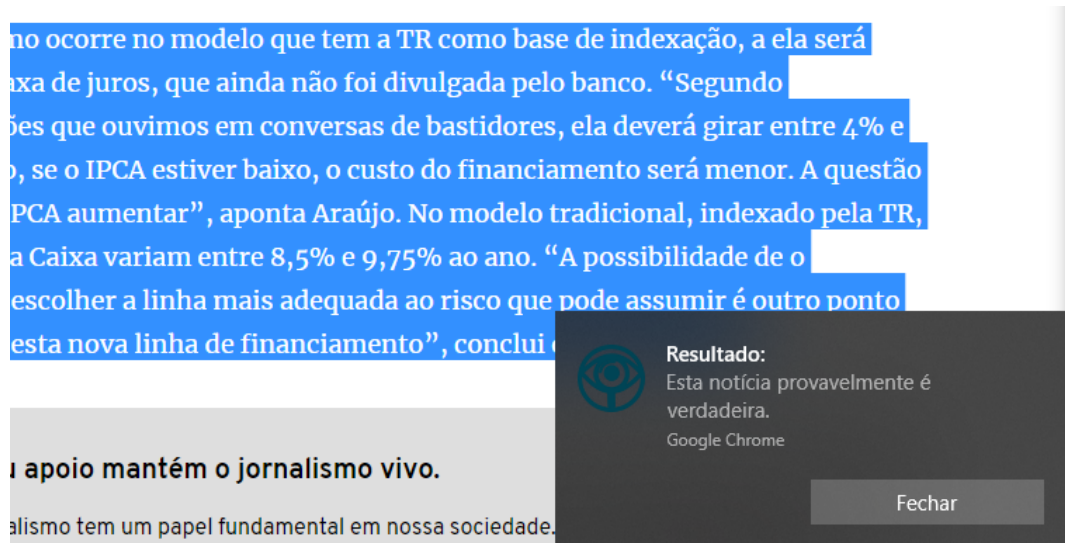 mo ocorre no modelo que tem a TR como base de indexação, a ela será
axa de juros, que ainda não foi divulgada pelo banco. “Segundo
ões que ouvimos em conversas de bastidores, ela deverá girar entre 4% e
o, se o IPCA estiver baixo, o custo do financiamento será menor. A questão
PCA aumentar”, aponta Araújo. No modelo tradicional, indexado pela TR,
a Caixa variam entre 8,5% e 9,75% ao ano. “A possibilidade de o
escolher a linha mais adequada ao risco que pode assumir é outro ponto
esta nova linha de financiamento”, conclui
Resultado:
Esta notícia provavelmente é
verdadeira.
Google Chrome
Fechar
u apoio mantém o jornalismo vivo.
alismo tem um papel fundamental em nossa sociedade.